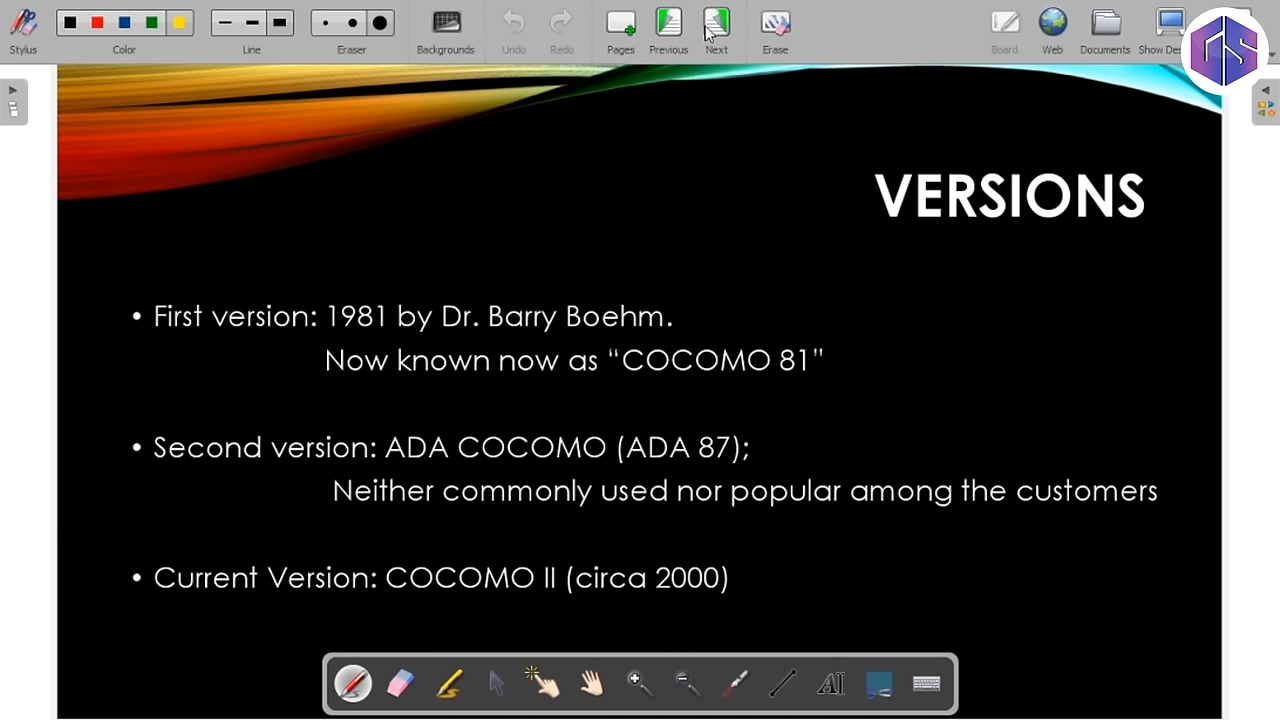 Stylus
Color
Line
Eraser
Backgrounds
Undo
Redo
Pages
Previous
Next
Erase
Board
Web
Documents
Show
VERSIONS
• First version: 1981 by Dr. Barry Boehm.
Now known now as “COCOMO 81”
• Second version: ADA COCOMO (ADA 87);
Neither commonly used nor popular among the customers
• Current Version: COCOMO II (circa 2000)
AI